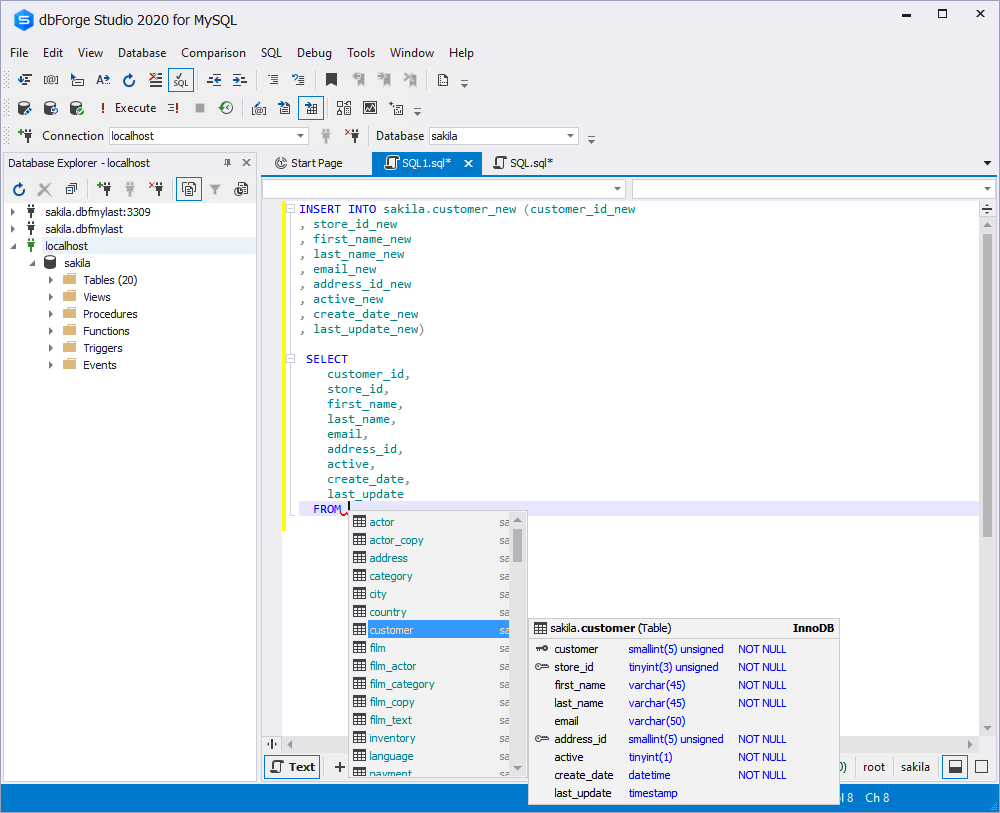 dbForge Studio 2020 for MySQL
File Edit View Database Comparison SQL Debug Tools Window Help
SQL
Execute
Connection localhost Database sakila
Database Explorer - localhost
Start Page SQL1.sql* SQL.sql*
sakila.dbfmylast:3309
sakila.dbfmylast
localhost
sakila
Tables (20)
Views
Procedures
Functions
Triggers
Events
INSERT INTO sakila.customer_new (customer_id_new
, store_id_new
, first_name_new
, last_name_new
, email_new
, address_id_new
, active_new
, create_date_new
, last_update_new)
SELECT
customer_id,
store_id,
first_name,
last_name,
email,
address_id,
active,
create_date,
last_update
FROM
actor sa
actor_copy sa
address sa
category sa
city sa
country sa
customer sa
film sa
film_actor sa
film_category sa
film_copy sa
film_text sa
inventory sa
language sa
payment sa
sakila.customer (Table) InnoDB
customer smallint(5) unsigned NOT NULL
store_id tinyint(3) unsigned NOT NULL
first_name varchar(45) NOT NULL
last_name varchar(45) NOT NULL
email varchar(50)
address_id smallint(5) unsigned NOT NULL
active tinyint(1) NOT NULL
create_date datetime NOT NULL
last_update timestamp
Text + 0) root sakila
l 8 Ch 8